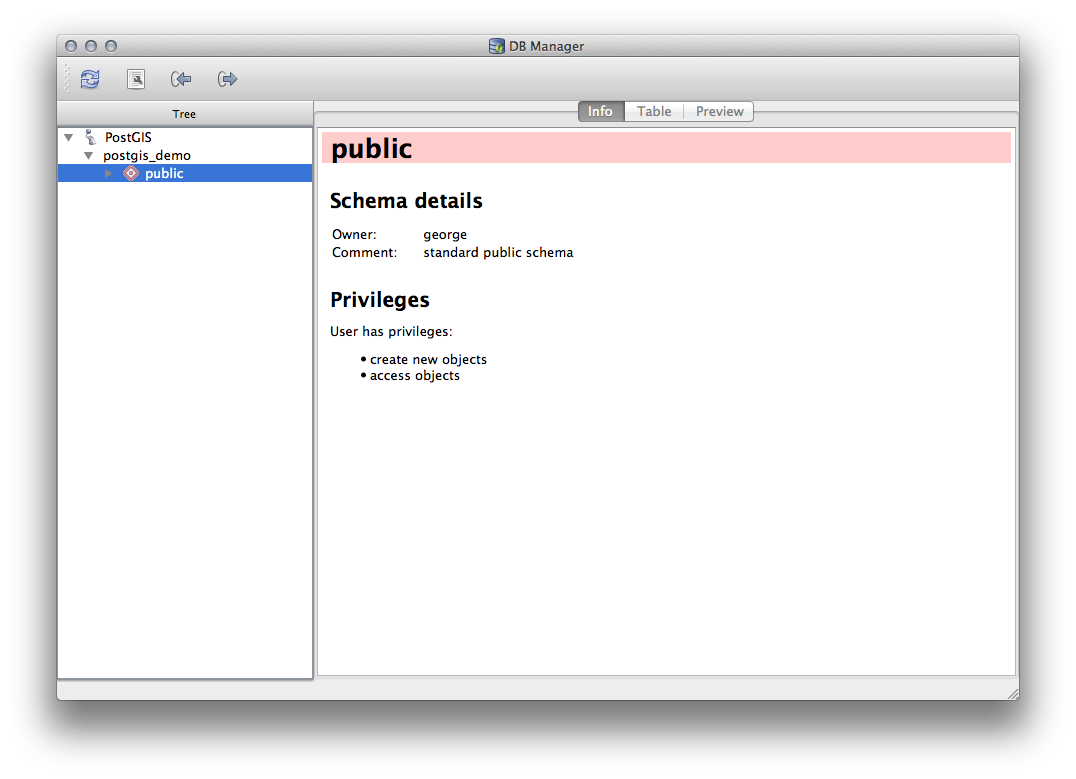 DB Manager
Tree
Info Table Preview
PostGIS
postgis_demo
public
public
Schema details
Owner: george
Comment: standard public schema
Privileges
User has privileges:
• create new objects
• access objects